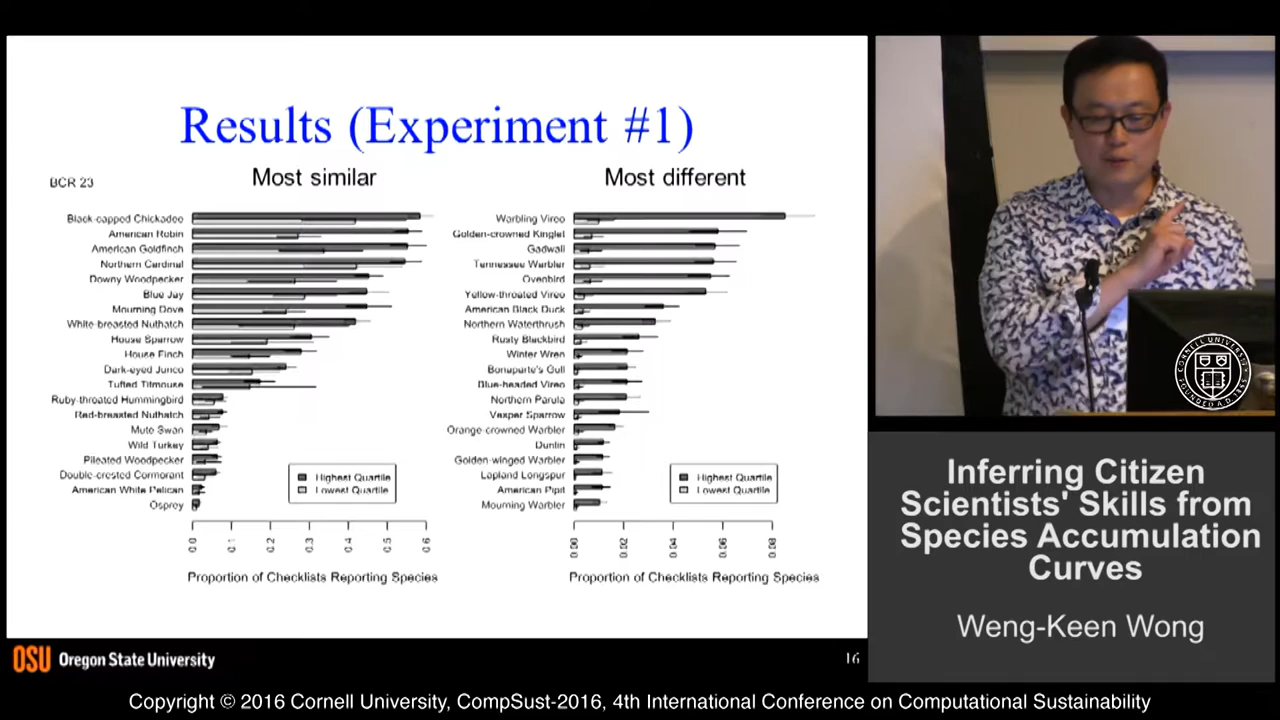 Results (Experiment #1)
BCR 23
Most similar
Black-capped Chickadee
American Robin
American Goldfinch
Northern Cardinal
Downy Woodpecker
Blue Jay
Mourning Dove
White-breasted Nuthatch
House Sparrow
House Finch
Dark-eyed Junco
Tufted Titmouse
Ruby-throated Hummingbird
Red-breasted Nuthatch
Mute Swan
Wild Turkey
Pileated Woodpecker
Double-crested Cormorant
American White Pelican
Osprey
Highest Quartile
Lowest Quartile
0.0 0.1 0.2 0.3 0.4 0.5 0.6
Proportion of Checklists Reporting Species
Most different
Warbling Vireo
Golden-crowned Kinglet
Gadwall
Tennessee Warbler
Ovenbird
Yellow-throated Vireo
American Black Duck
Northern Waterthrush
Rusty Blackbird
Winter Wren
Bonaparte's Gull
Blue-headed Vireo
Northern Parula
Vesper Sparrow
Orange-crowned Warbler
Dunlin
Golden-winged Warbler
Lapland Longspur
American Pipit
Mourning Warbler
Highest Quartile
Lowest Quartile
0.00 0.02 0.04 0.06 0.08
Proportion of Checklists Reporting Species
OSU Oregon State University
16
CORNELL UNIVERSITY
FOUNDED A.D. 1865
Inferring Citizen
Scientists' Skills from
Species Accumulation
Curves
Weng-Keen Wong
Copyright © 2016 Cornell University, CompSust-2016, 4th International Conference on Computational Sustainability